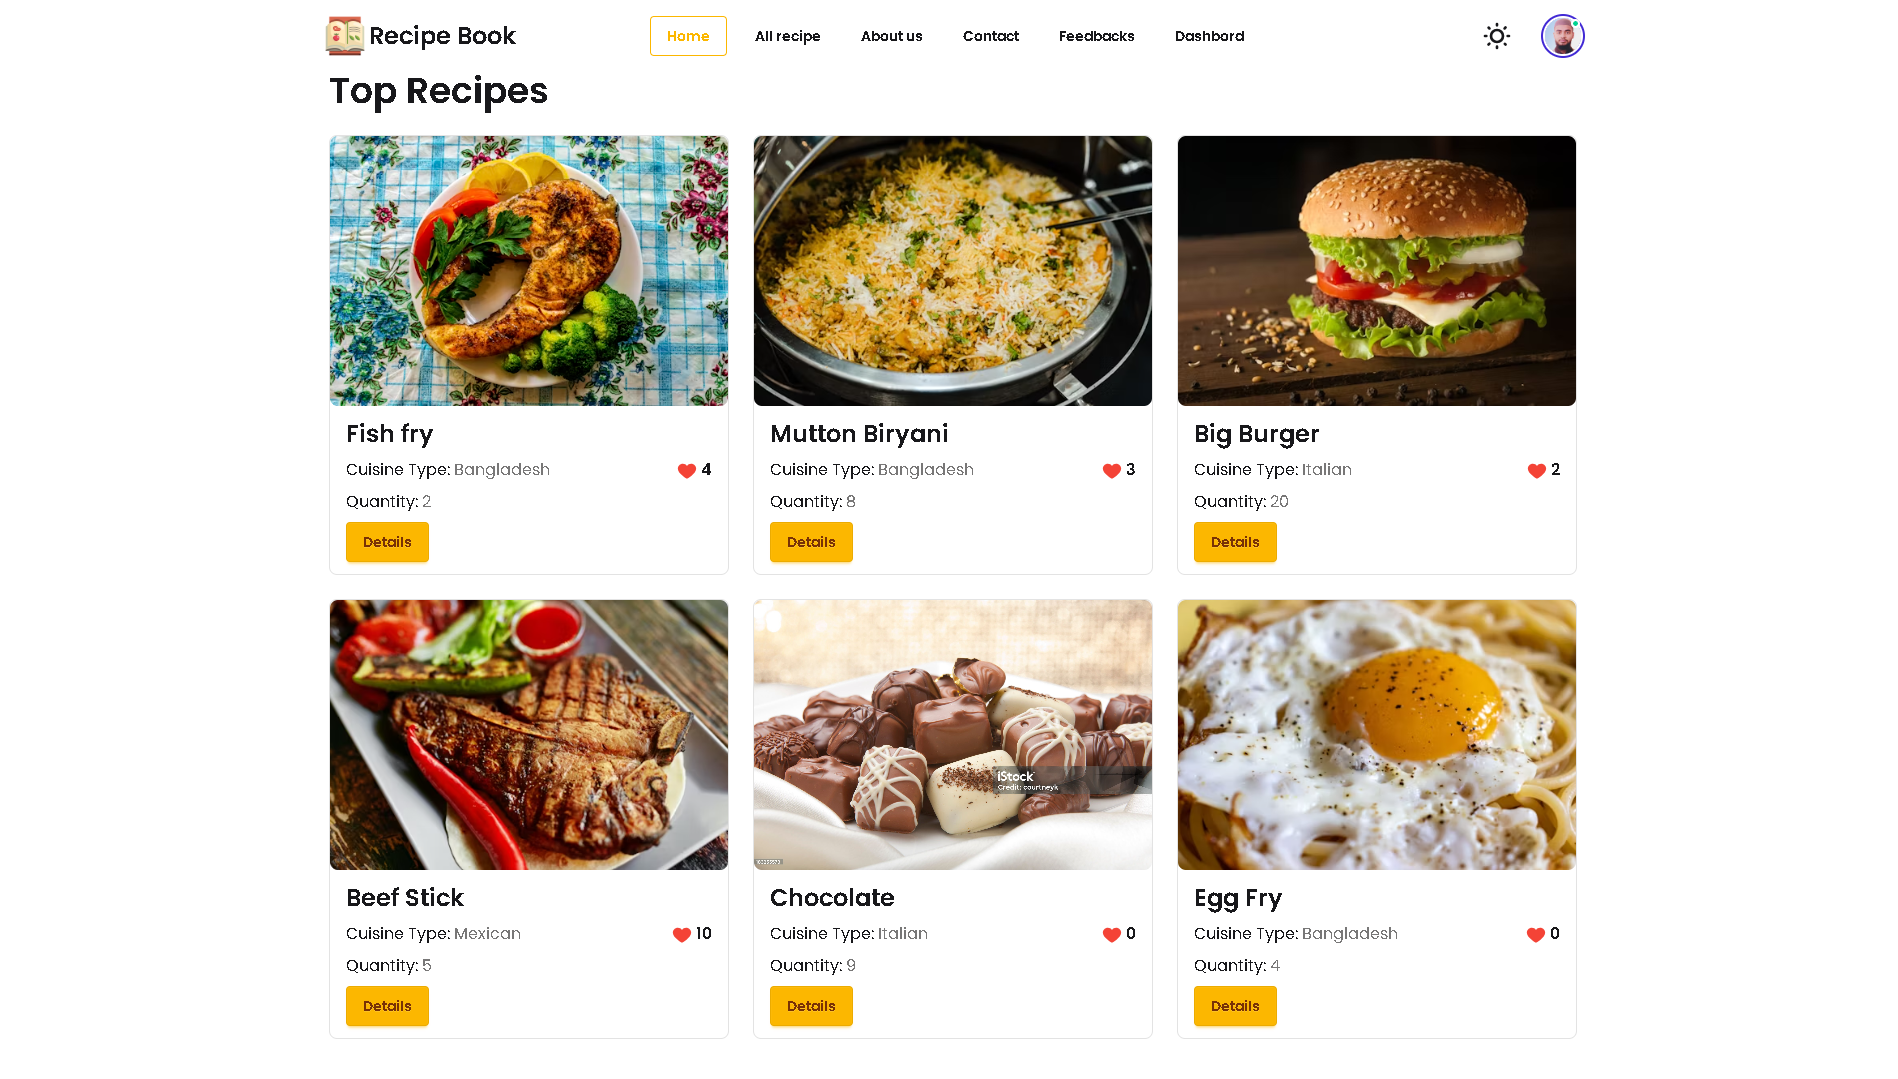 Recipe Book
Home
All recipe
About us
Contact
Feedbacks
Dashbord
Top Recipes
Fish fry
Cuisine Type: Bangladesh
4
Quantity: 2
Details
Mutton Biryani
Cuisine Type: Bangladesh
3
Quantity: 8
Details
Big Burger
Cuisine Type: Italian
2
Quantity: 20
Details
iStock
Credit: courtneyk
Beef Stick
Cuisine Type: Mexican
10
Quantity: 5
Details
Chocolate
Cuisine Type: Italian
0
Quantity: 9
Details
Egg Fry
Cuisine Type: Bangladesh
0
Quantity: 4
Details